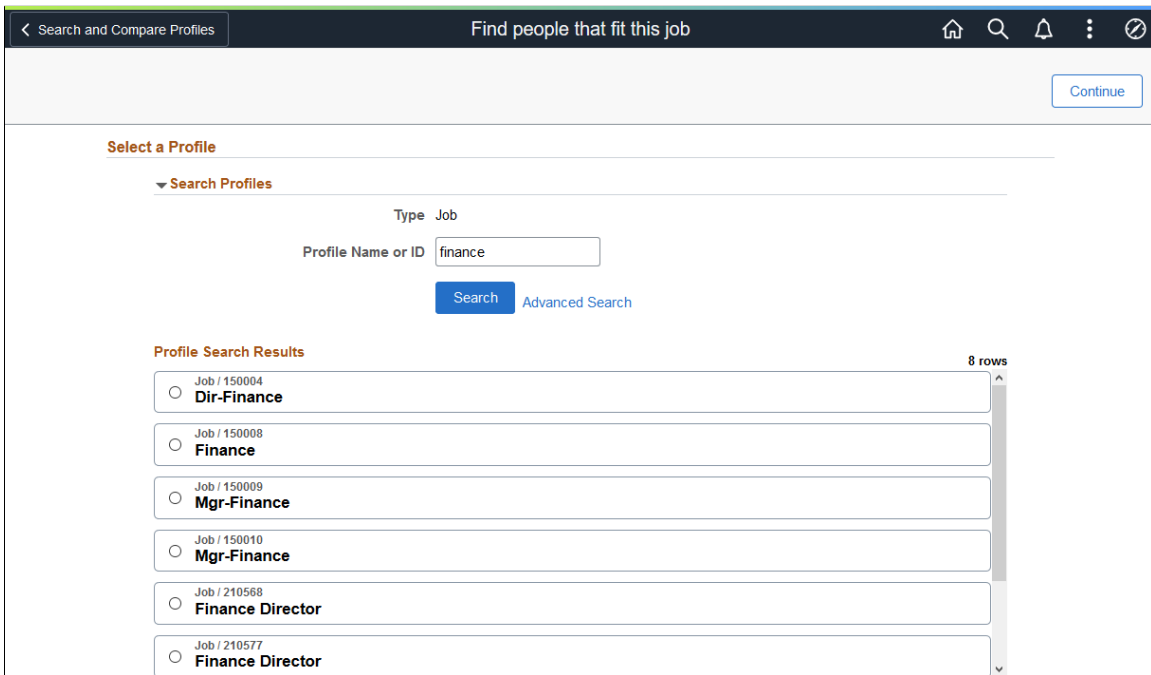 Search and Compare Profiles
Find people that fit this job
Continue
Select a Profile
Search Profiles
Type Job
Profile Name or ID finance
Search Advanced Search
Profile Search Results
8 rows
Job / 150004
Dir-Finance
Job / 150008
Finance
Job / 150009
Mgr-Finance
Job / 150010
Mgr-Finance
Job / 210568
Finance Director
Job / 210577
Finance Director